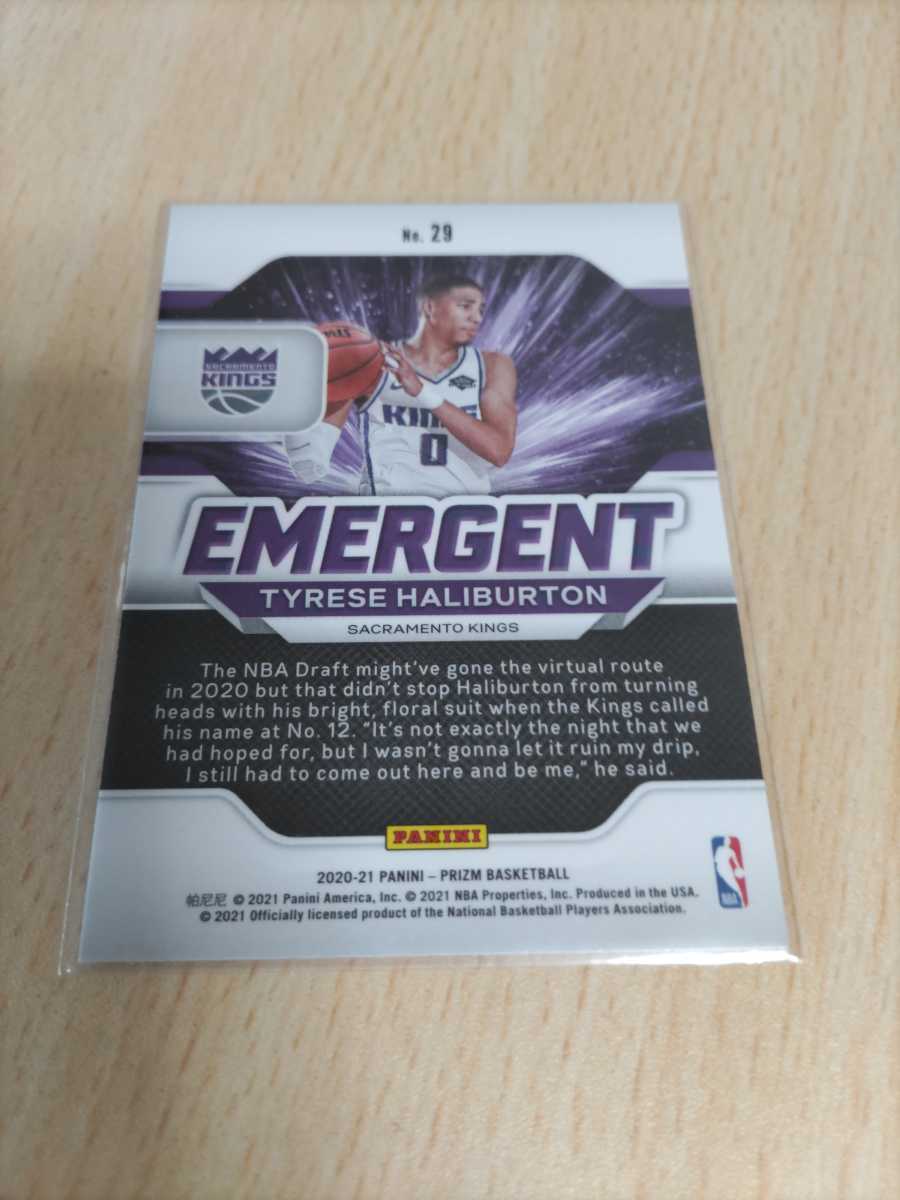 No. 29
SACRAMENTO
KINGS
KINGS
0
EMERGENT
TYRESE HALIBURTON
SACRAMENTO KINGS
The NBA Draft might've gone the virtual route
in 2020 but that didn't stop Haliburton from turning
heads with his bright, floral suit when the Kings called
his name at No. 12. "It's not exactly the night that we
had hoped for, but I wasn't gonna let it ruin my drip,
I still had to come out here and be me," he said.
PANINI
2020-21 PANINI – PRIZM BASKETBALL
帕尼尼 © 2021 Panini America, Inc. © 2021 NBA Properties, Inc. Produced in the USA.
© 2021 Officially licensed product of the National Basketball Players Association.
NBA